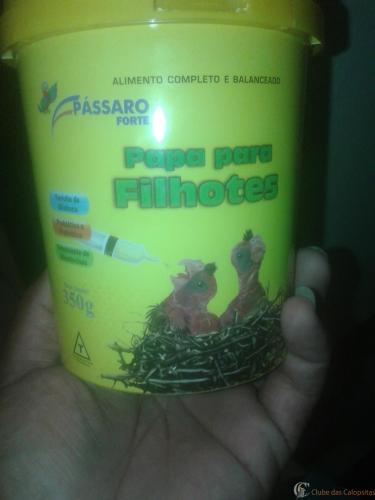 ALIMENTO COMPLETO E BALANCEADO
PÁSSARO
FORTE
Papa para
Filhotes
350g
Clube das Calopsitas